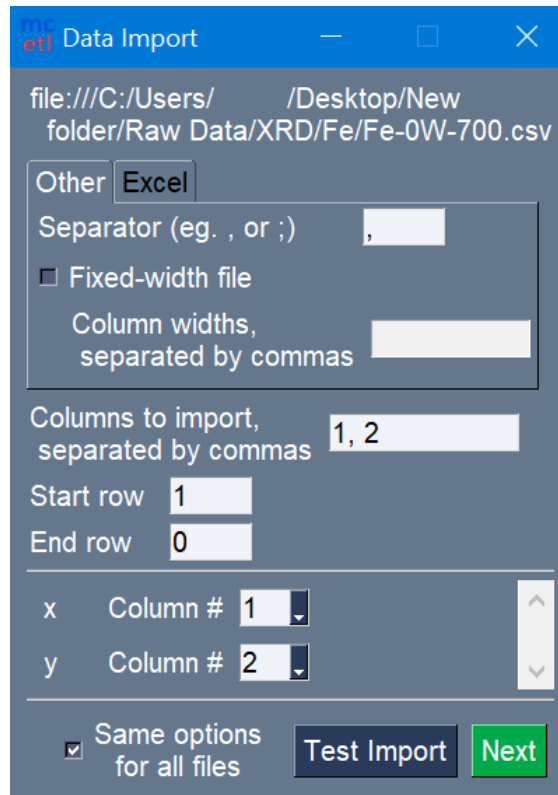 mc
etl Data Import
file:///C:/Users/ /Desktop/New
folder/Raw Data/XRD/Fe/Fe-0W-700.csv
Other Excel
Separator (eg. , or ;) ,
Fixed-width file
Column widths,
separated by commas
Columns to import,
separated by commas 1, 2
Start row 1
End row 0
x Column # 1
y Column # 2
Same options
for all files
Test Import Next